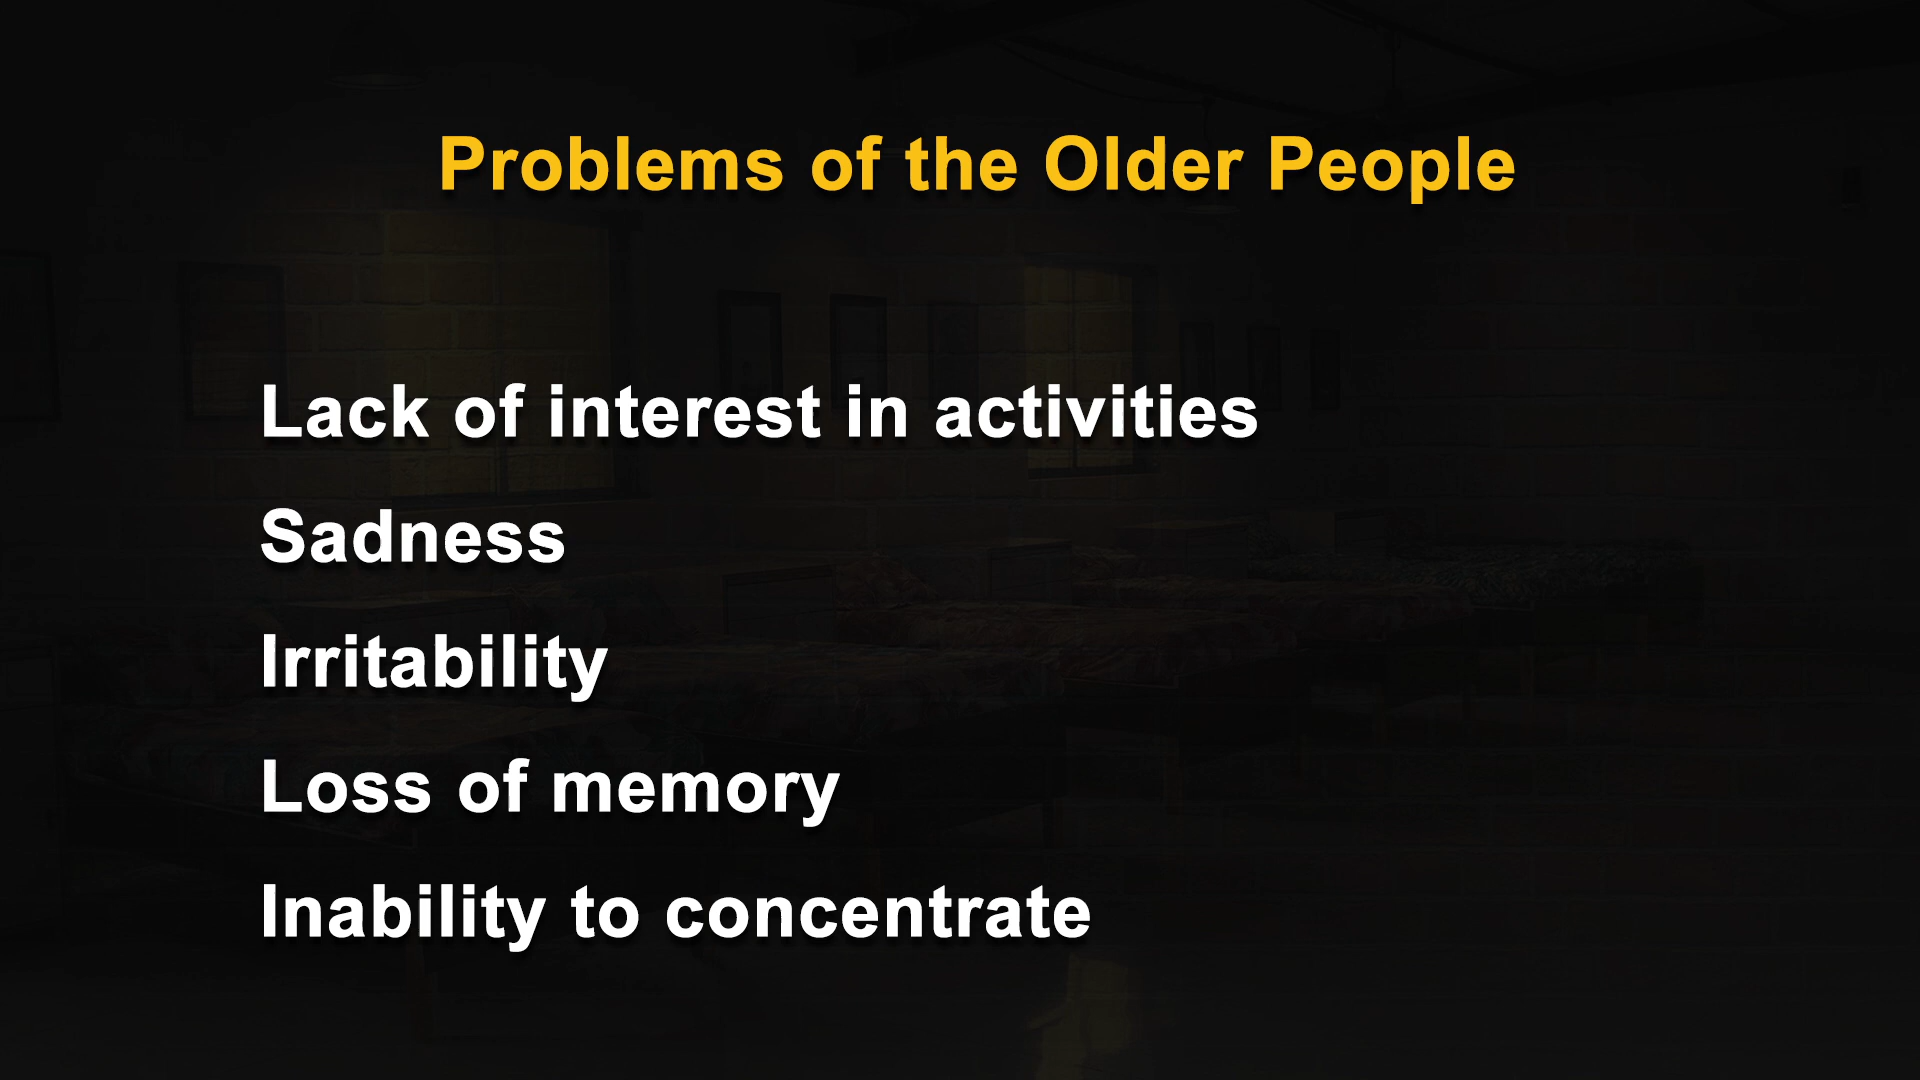 Problems of the Older People
Lack of interest in activities
Sadness
Irritability
Loss of memory
Inability to concentrate